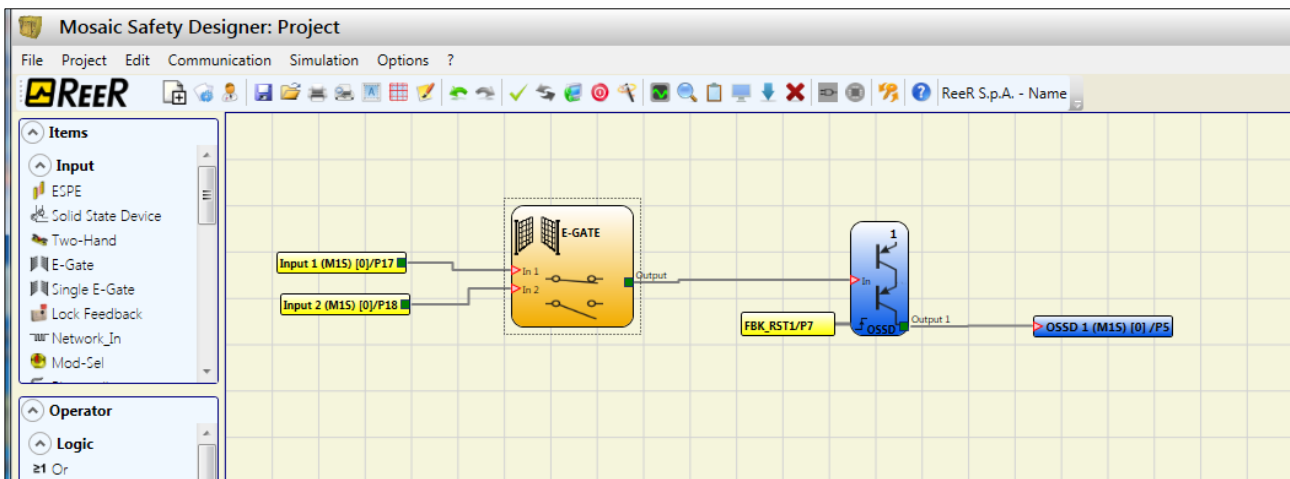 Mosaic Safety Designer: Project
File Project Edit Communication Simulation Options ?
REER
ReeR S.p.A. - Name
Items
Input
ESPE
Solid State Device
Two-Hand
E-Gate
Single E-Gate
Lock Feedback
Network_In
Mod-Sel
Operator
Logic
≥1 Or
Input 1 (M1S) [0]/P17
Input 2 (M1S) [0]/P18
E-GATE
In 1
In 2
Output
1
In
FBK_RST1/P7
OSSD
Output 1
OSSD 1 (M1S) [0] /P5